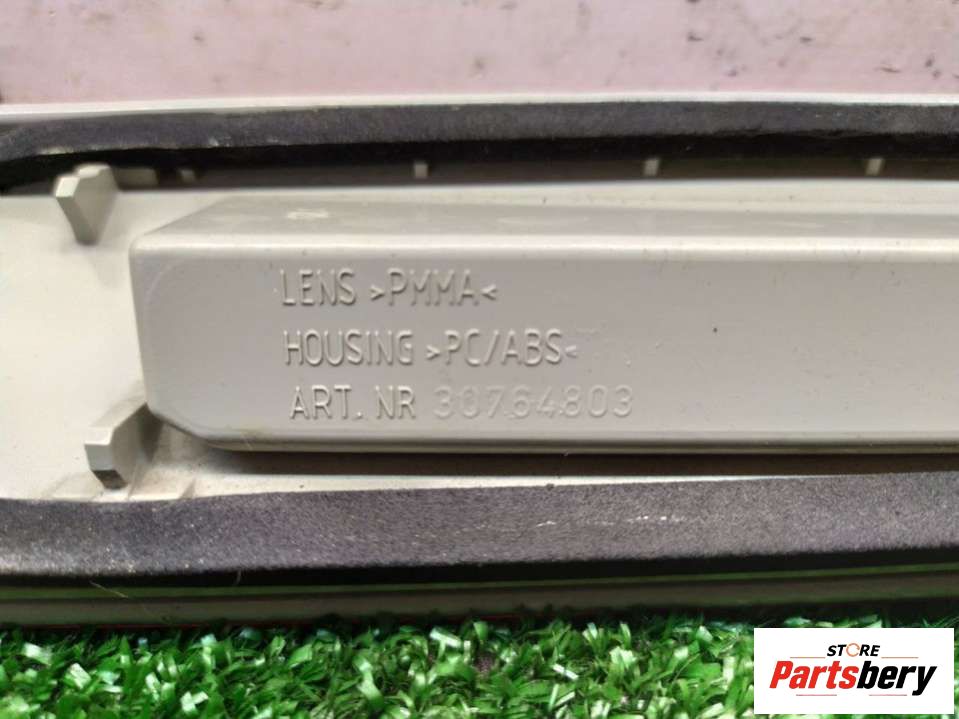 LENS >PMMA<
HOUSING >PC/ABS<
ART. NR 30764803
STORE
Partsbery